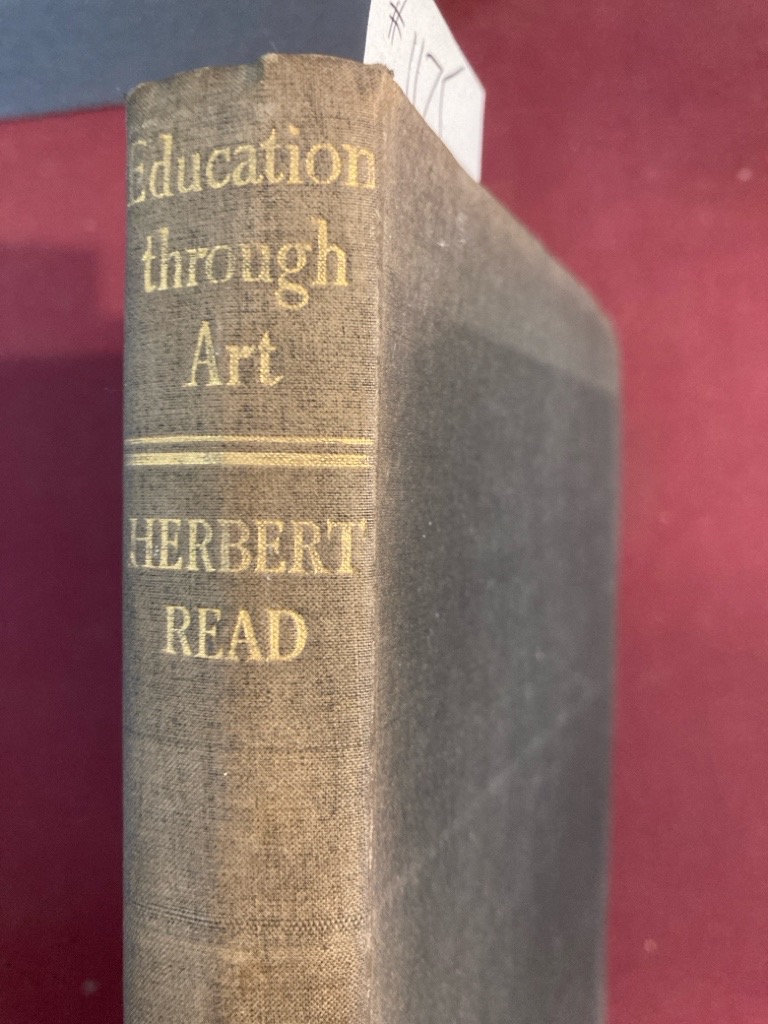 Education
through
Art
HERBERT
READ